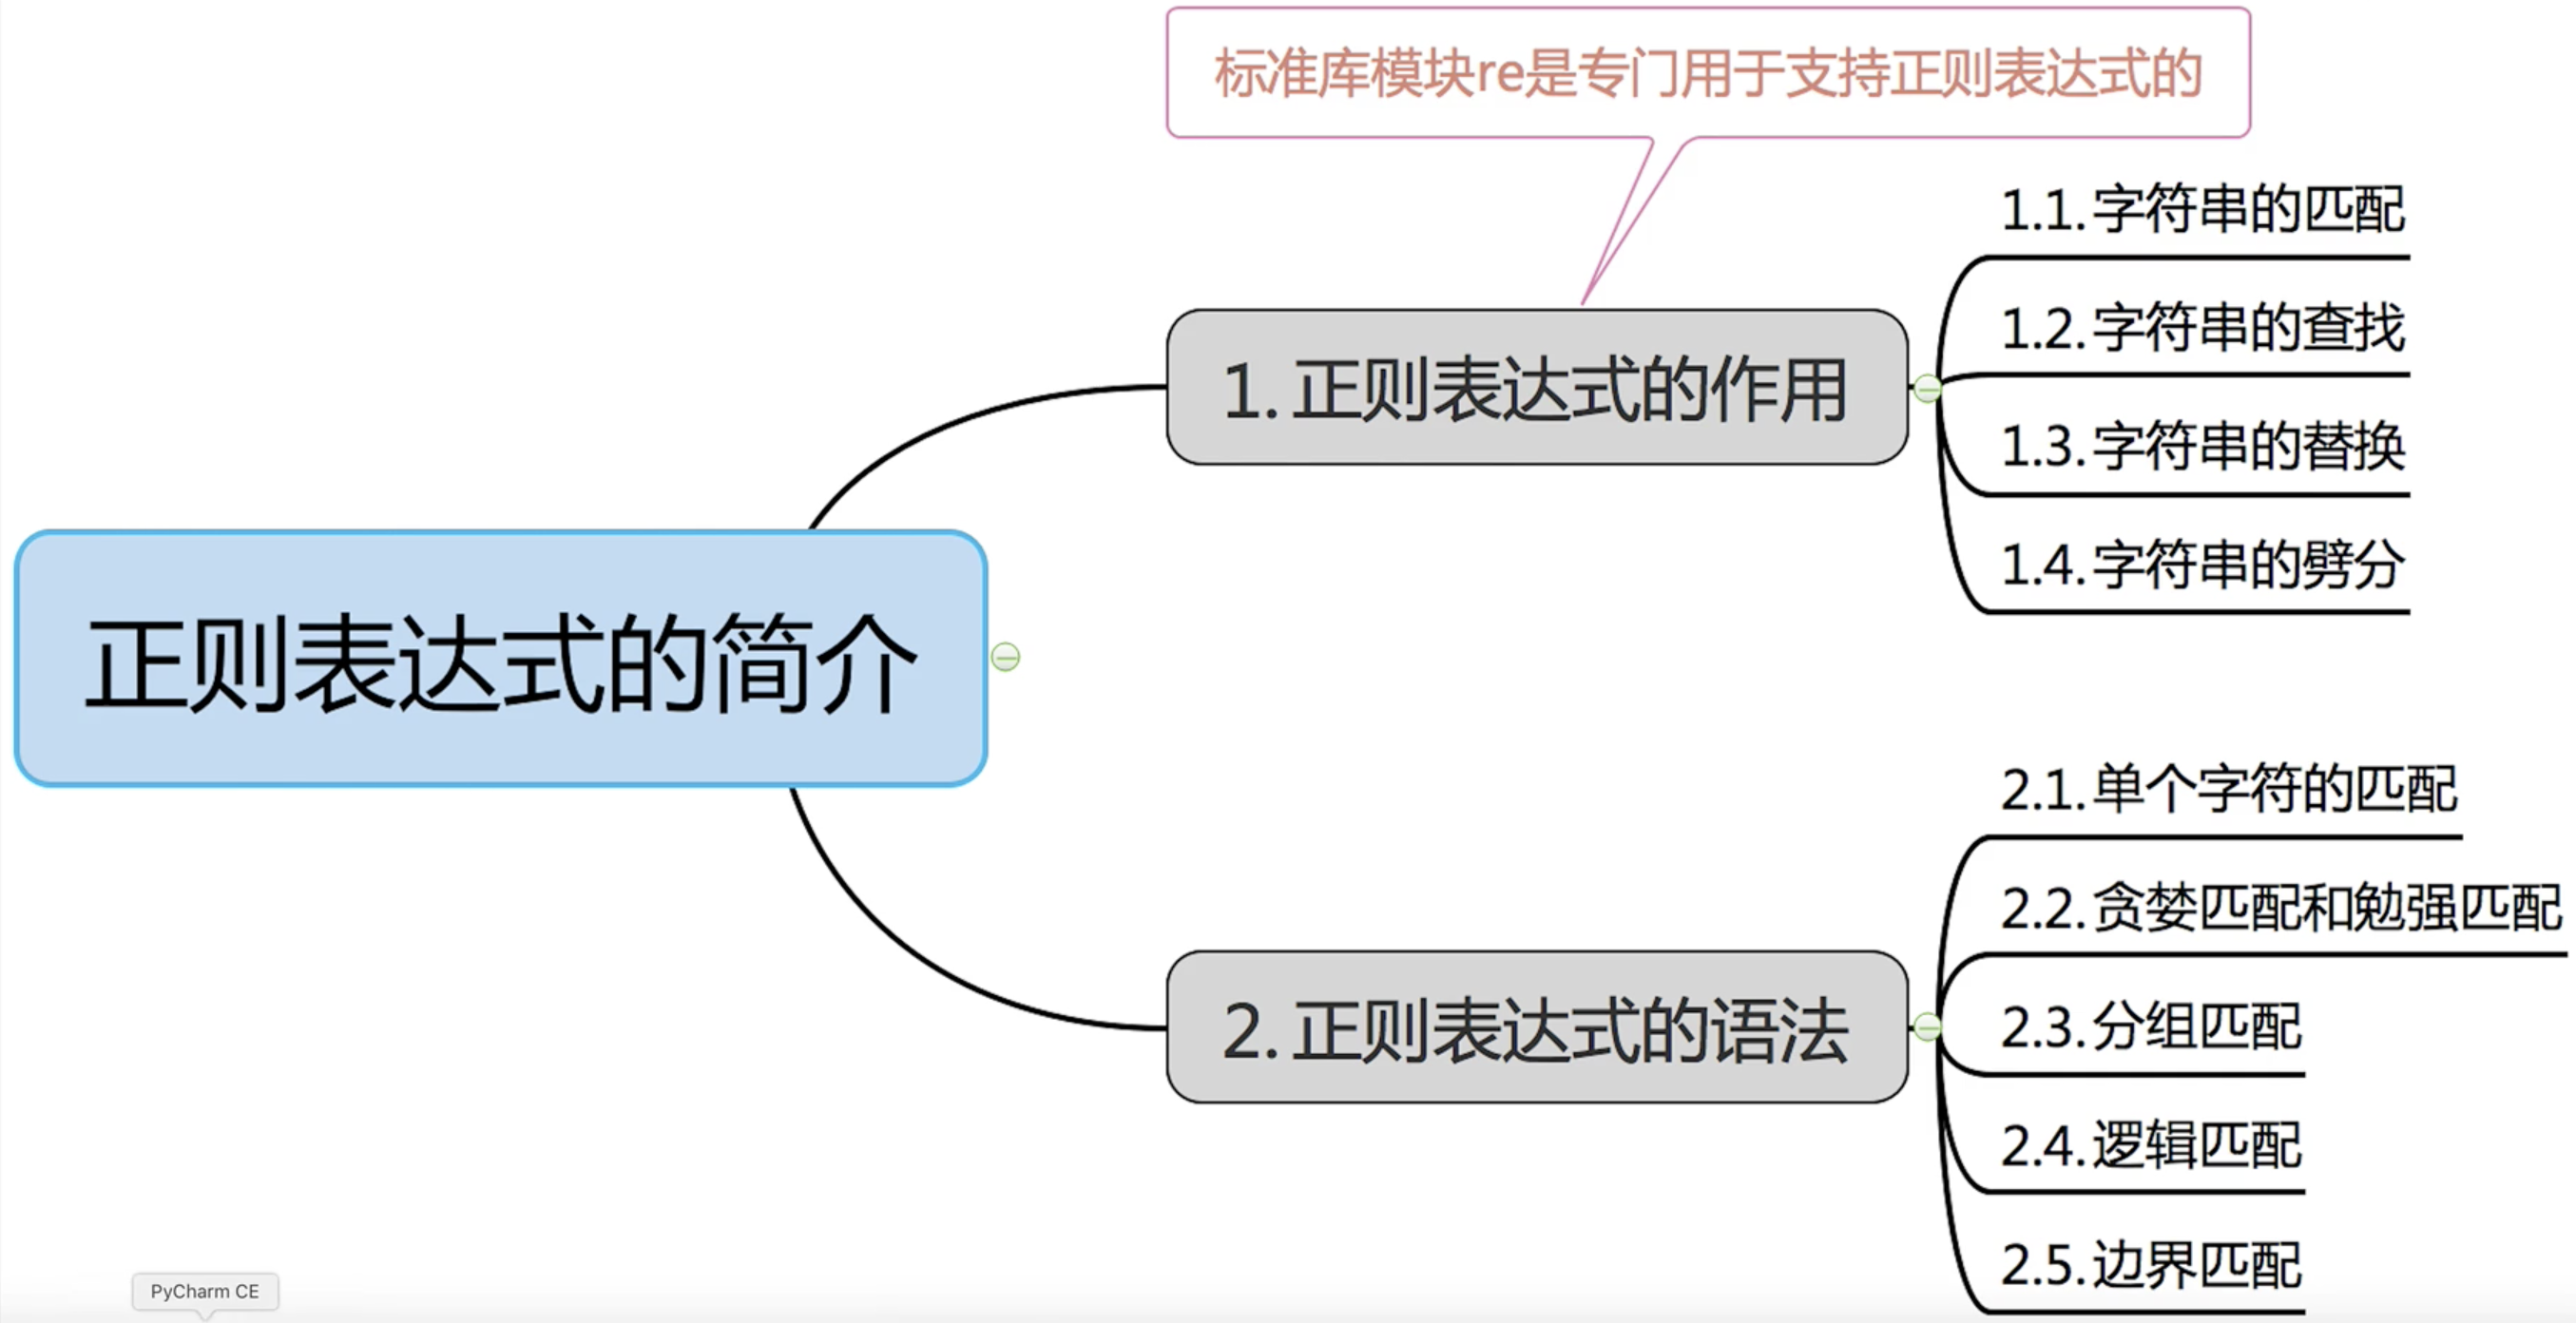 标准库模块re是专门用于支持正则表达式的
正则表达式的简介
1. 正则表达式的作用
1.1. 字符串的匹配
1.2. 字符串的查找
1.3. 字符串的替换
1.4. 字符串的劈分
2. 正则表达式的语法
2.1. 单个字符的匹配
2.2. 贪婪匹配和勉强匹配
2.3. 分组匹配
2.4. 逻辑匹配
2.5. 边界匹配
PyCharm CE